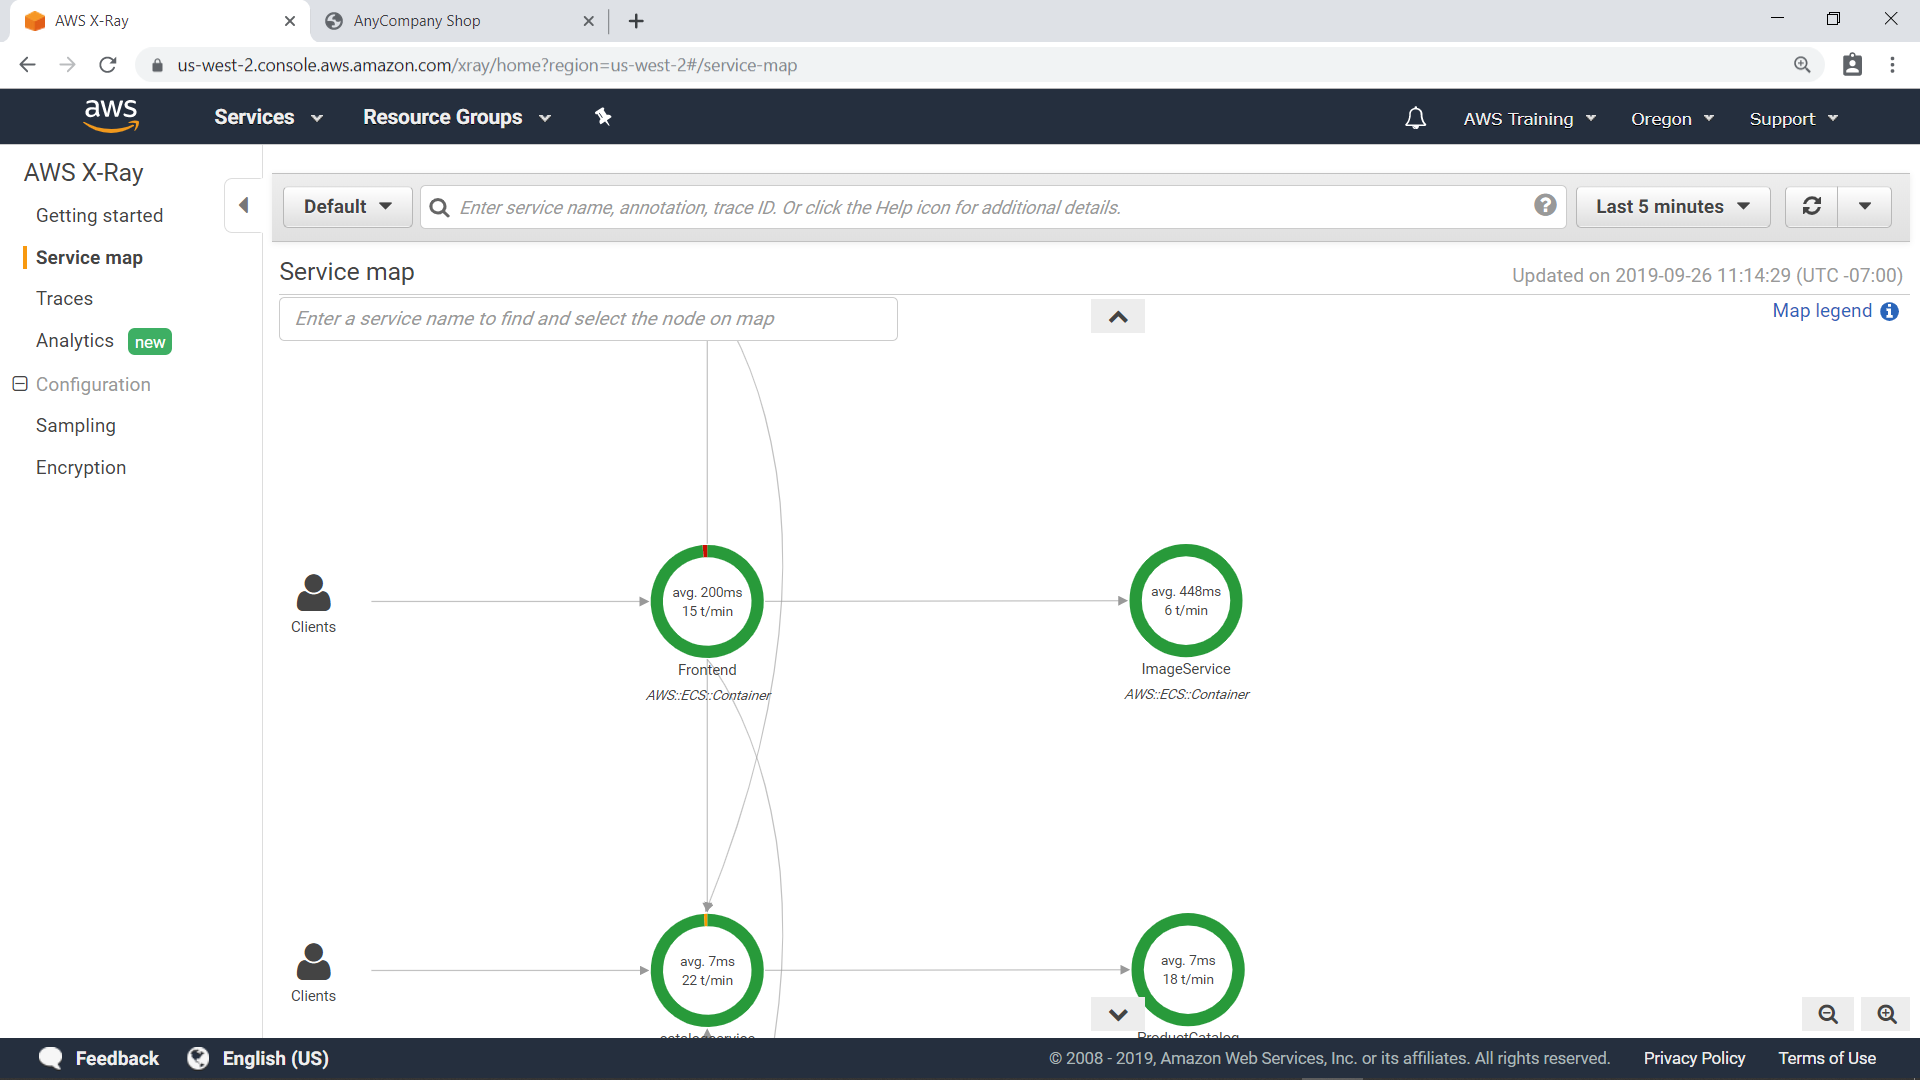 AWS X-Ray
AnyCompany Shop
us-west-2.console.aws.amazon.com/xray/home?region=us-west-2#/service-map
aws
Services
Resource Groups
AWS Training
Oregon
Support
AWS X-Ray
Getting started
Service map
Traces
Analytics new
Configuration
Sampling
Encryption
Default
Enter service name, annotation, trace ID. Or click the Help icon for additional details.
Last 5 minutes
Service map
Updated on 2019-09-26 11:14:29 (UTC -07:00)
Enter a service name to find and select the node on map
Map legend
Clients
avg. 200ms
15 t/min
Frontend
AWS::ECS::Container
avg. 448ms
6 t/min
ImageService
AWS::ECS::Container
Clients
avg. 7ms
22 t/min
avg. 7ms
18 t/min
ProductCatalog
Feedback
English (US)
© 2008 - 2019, Amazon Web Services, Inc. or its affiliates. All rights reserved.
Privacy Policy
Terms of Use